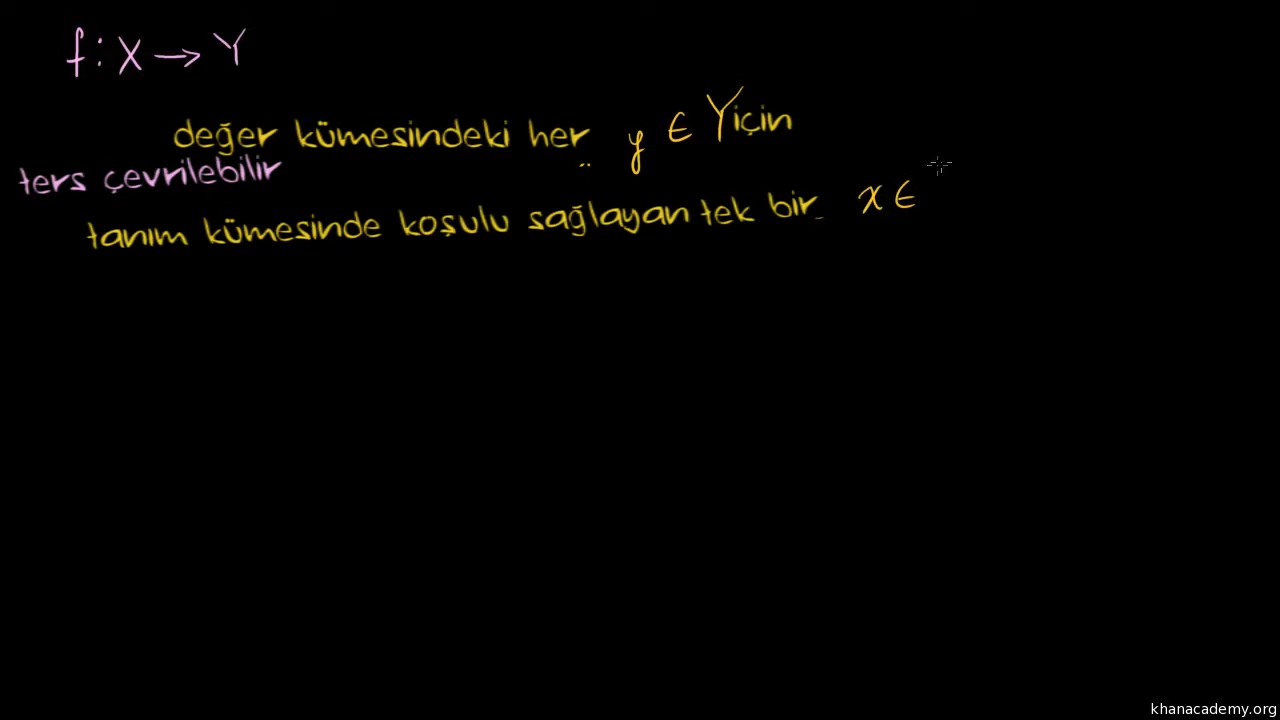 f : X → Y
değer kümesindeki her y ∈ Y için
ters çevrilebilir
tanım kümesinde koşulu sağlayan tek bir x ∈
khanacademy.org